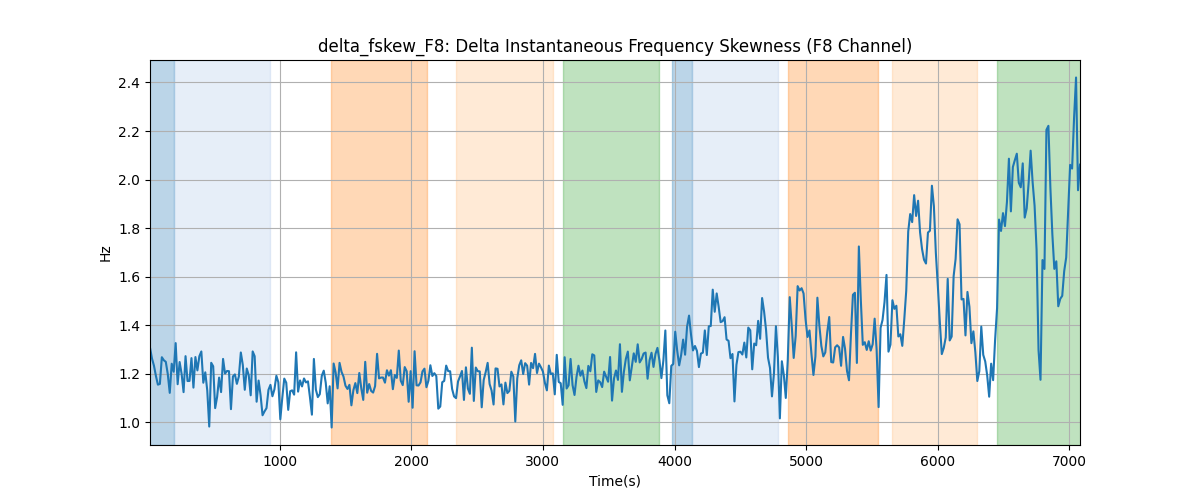 delta_fskew_F8: Delta Instantaneous Frequency Skewness (F8 Channel)
2.4
2.2
2.0
1.8
1.6
1.4
1.2
1.0
Hz
1000 2000 3000 4000 5000 6000 7000
Time(s)